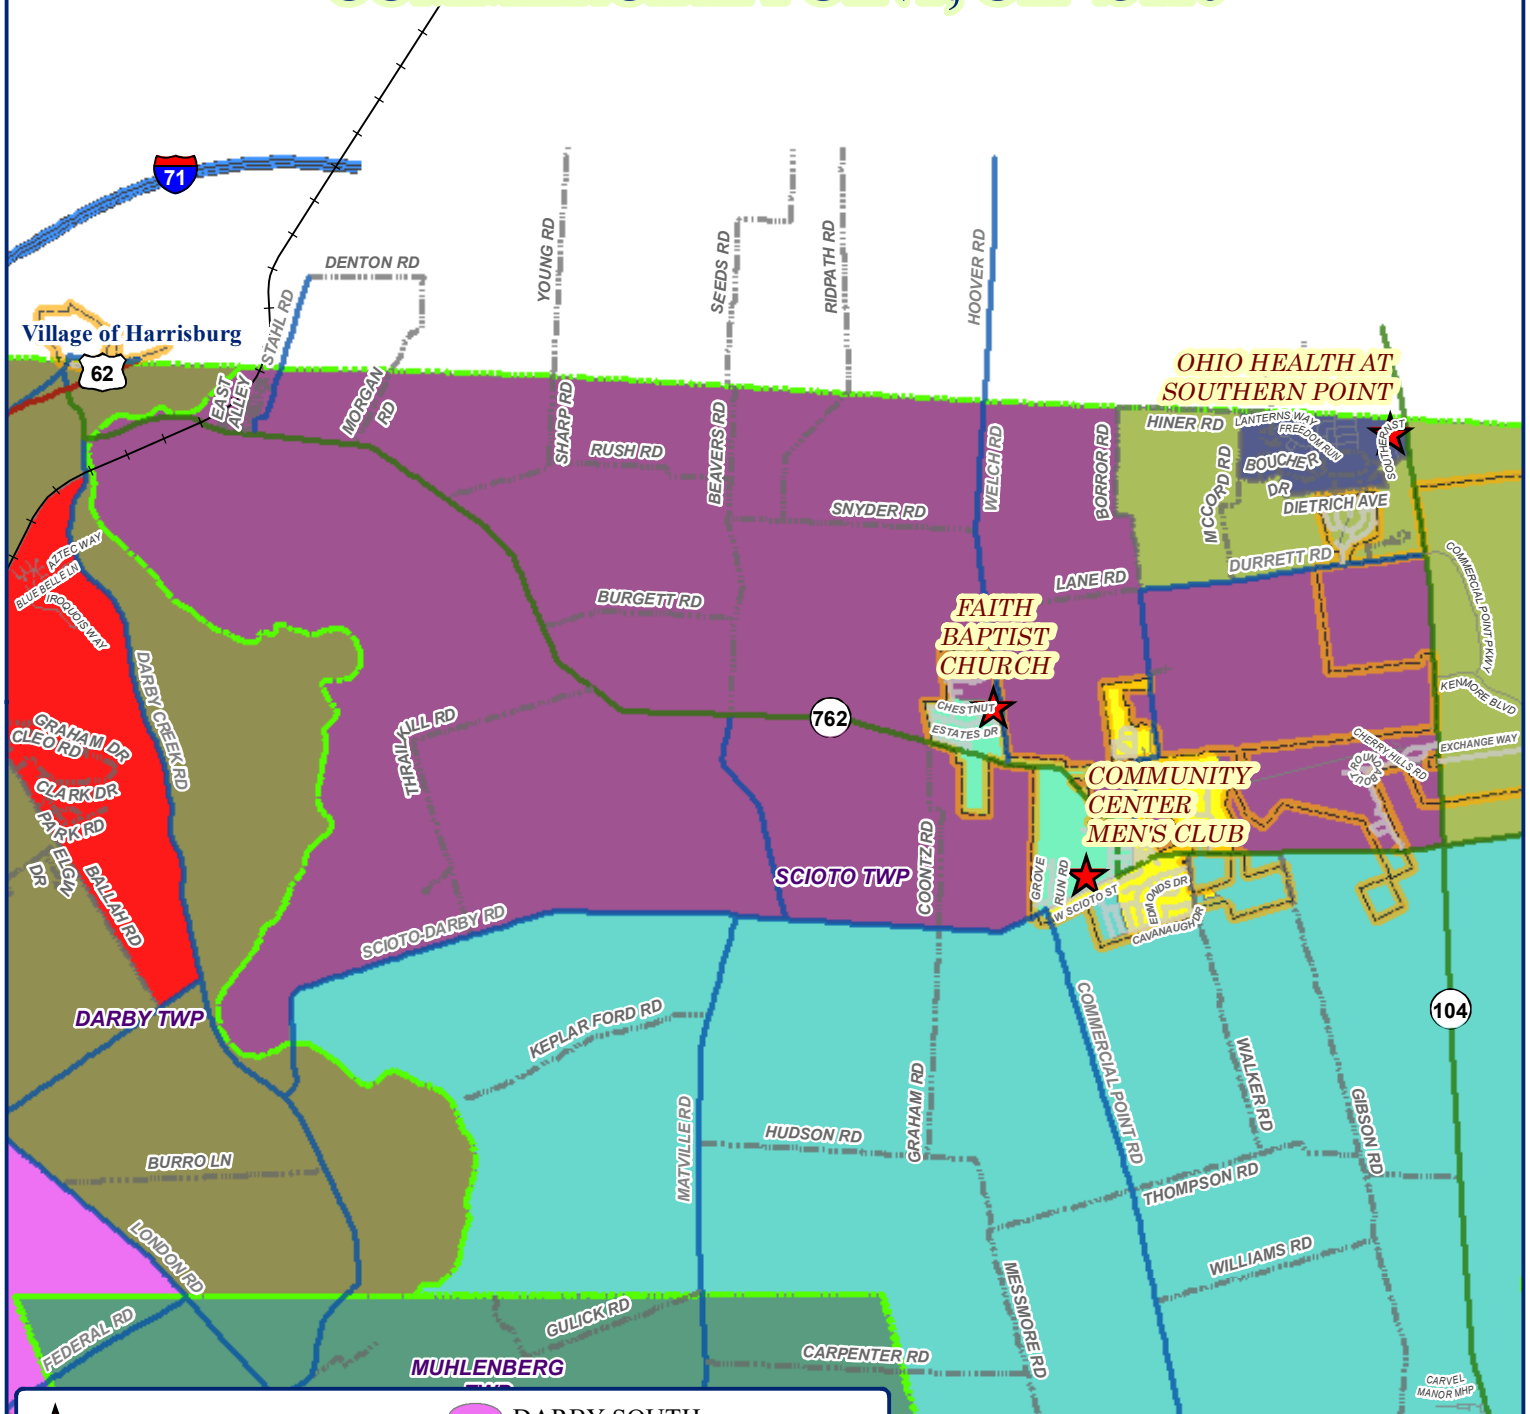 71
DENTON RD
STAHL RD
YOUNG RD
SEEDS RD
RIDPATH RD
HOOVER RD
Village of Harrisburg
62
EAST
ALLEY
MORGAN
RD
SHARP RD
RUSH RD
BEAVERS RD
SNYDER RD
WELCH RD
BORROR RD
OHIO HEALTH AT
SOUTHERN POINT
HINER RD
LANTERNS WAY
FREEDOM RUN
BOUCHER
DR
MCCORD RD
SOUTHERN ST
DIETRICH AVE
DURRETT RD
COMMERCIAL POINT PKWY
KENMORE BLVD
EXCHANGE WAY
CHERRY HILLS RD
ROUND
ABOUT
AZTEC WAY
BLUE BELLE LN
IROQUOIS WAY
BURGETT RD
LANE RD
FAITH
BAPTIST
CHURCH
CHESTNUT
ESTATES DR
DARBY CREEK RD
GRAHAM DR
CLEO RD
CLARK DR
PARK RD
ELGM
DR
BALLAH RD
THRAILKILL RD
762
COMMUNITY
CENTER
MEN'S CLUB
SCIOTO TWP
COONTZ RD
GROVE
RUN RD
W SCIOTO ST
EDMONDS DR
CAVANAUGH DR
SCIOTO-DARBY RD
DARBY TWP
104
KEPLAR FORD RD
COMMERCIAL POINT RD
WALKER RD
GIBSON RD
GRAHAM RD
MATVILLE RD
HUDSON RD
THOMPSON RD
BURRO LN
LONDON RD
WILLIAMS RD
MESSMORE RD
FEDERAL RD
GULICK RD
CARPENTER RD
MUHLENBERG
CARVEL
MANOR MHP
DARBY SOUTH